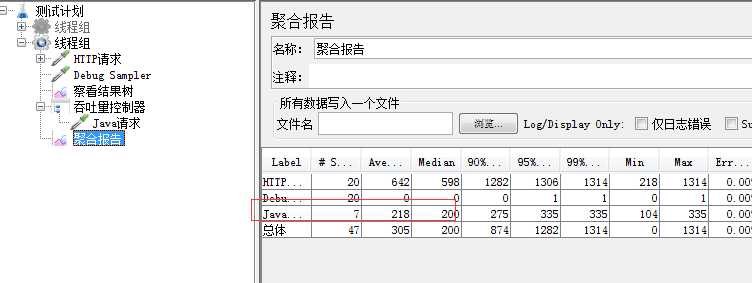 测试计划
线程组
线程组
HTTP请求
Debug Sampler
察看结果树
吞吐量控制器
Java请求
聚合报告
聚合报告
名称： 聚合报告
注释：
所有数据写入一个文件
文件名 浏览... Log/Display Only: 仅日志错误 Su
Label # S... Ave... Median 90%... 95%... 99%... Min Max Err...
HTTP... 20 642 598 1282 1306 1314 218 1314 0.00%
Debu... 20 0 0 0 1 1 0 1 0.00%
Java... 7 218 200 275 335 335 104 335 0.00%
总体 47 305 200 874 1282 1314 0 1314 0.00%